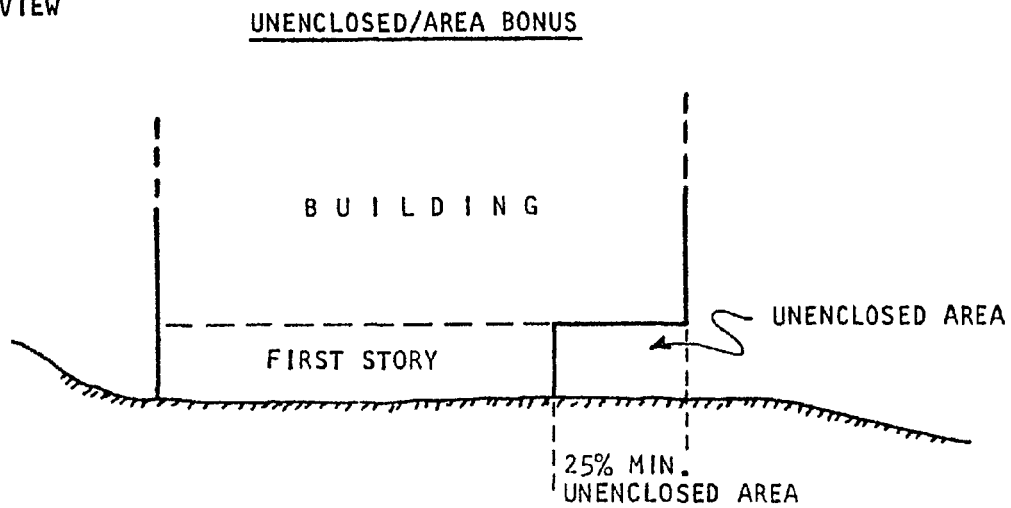 VIEW
UNENCLOSED/AREA BONUS
BUILDING
UNENCLOSED AREA
FIRST STORY
25% MIN.
UNENCLOSED AREA